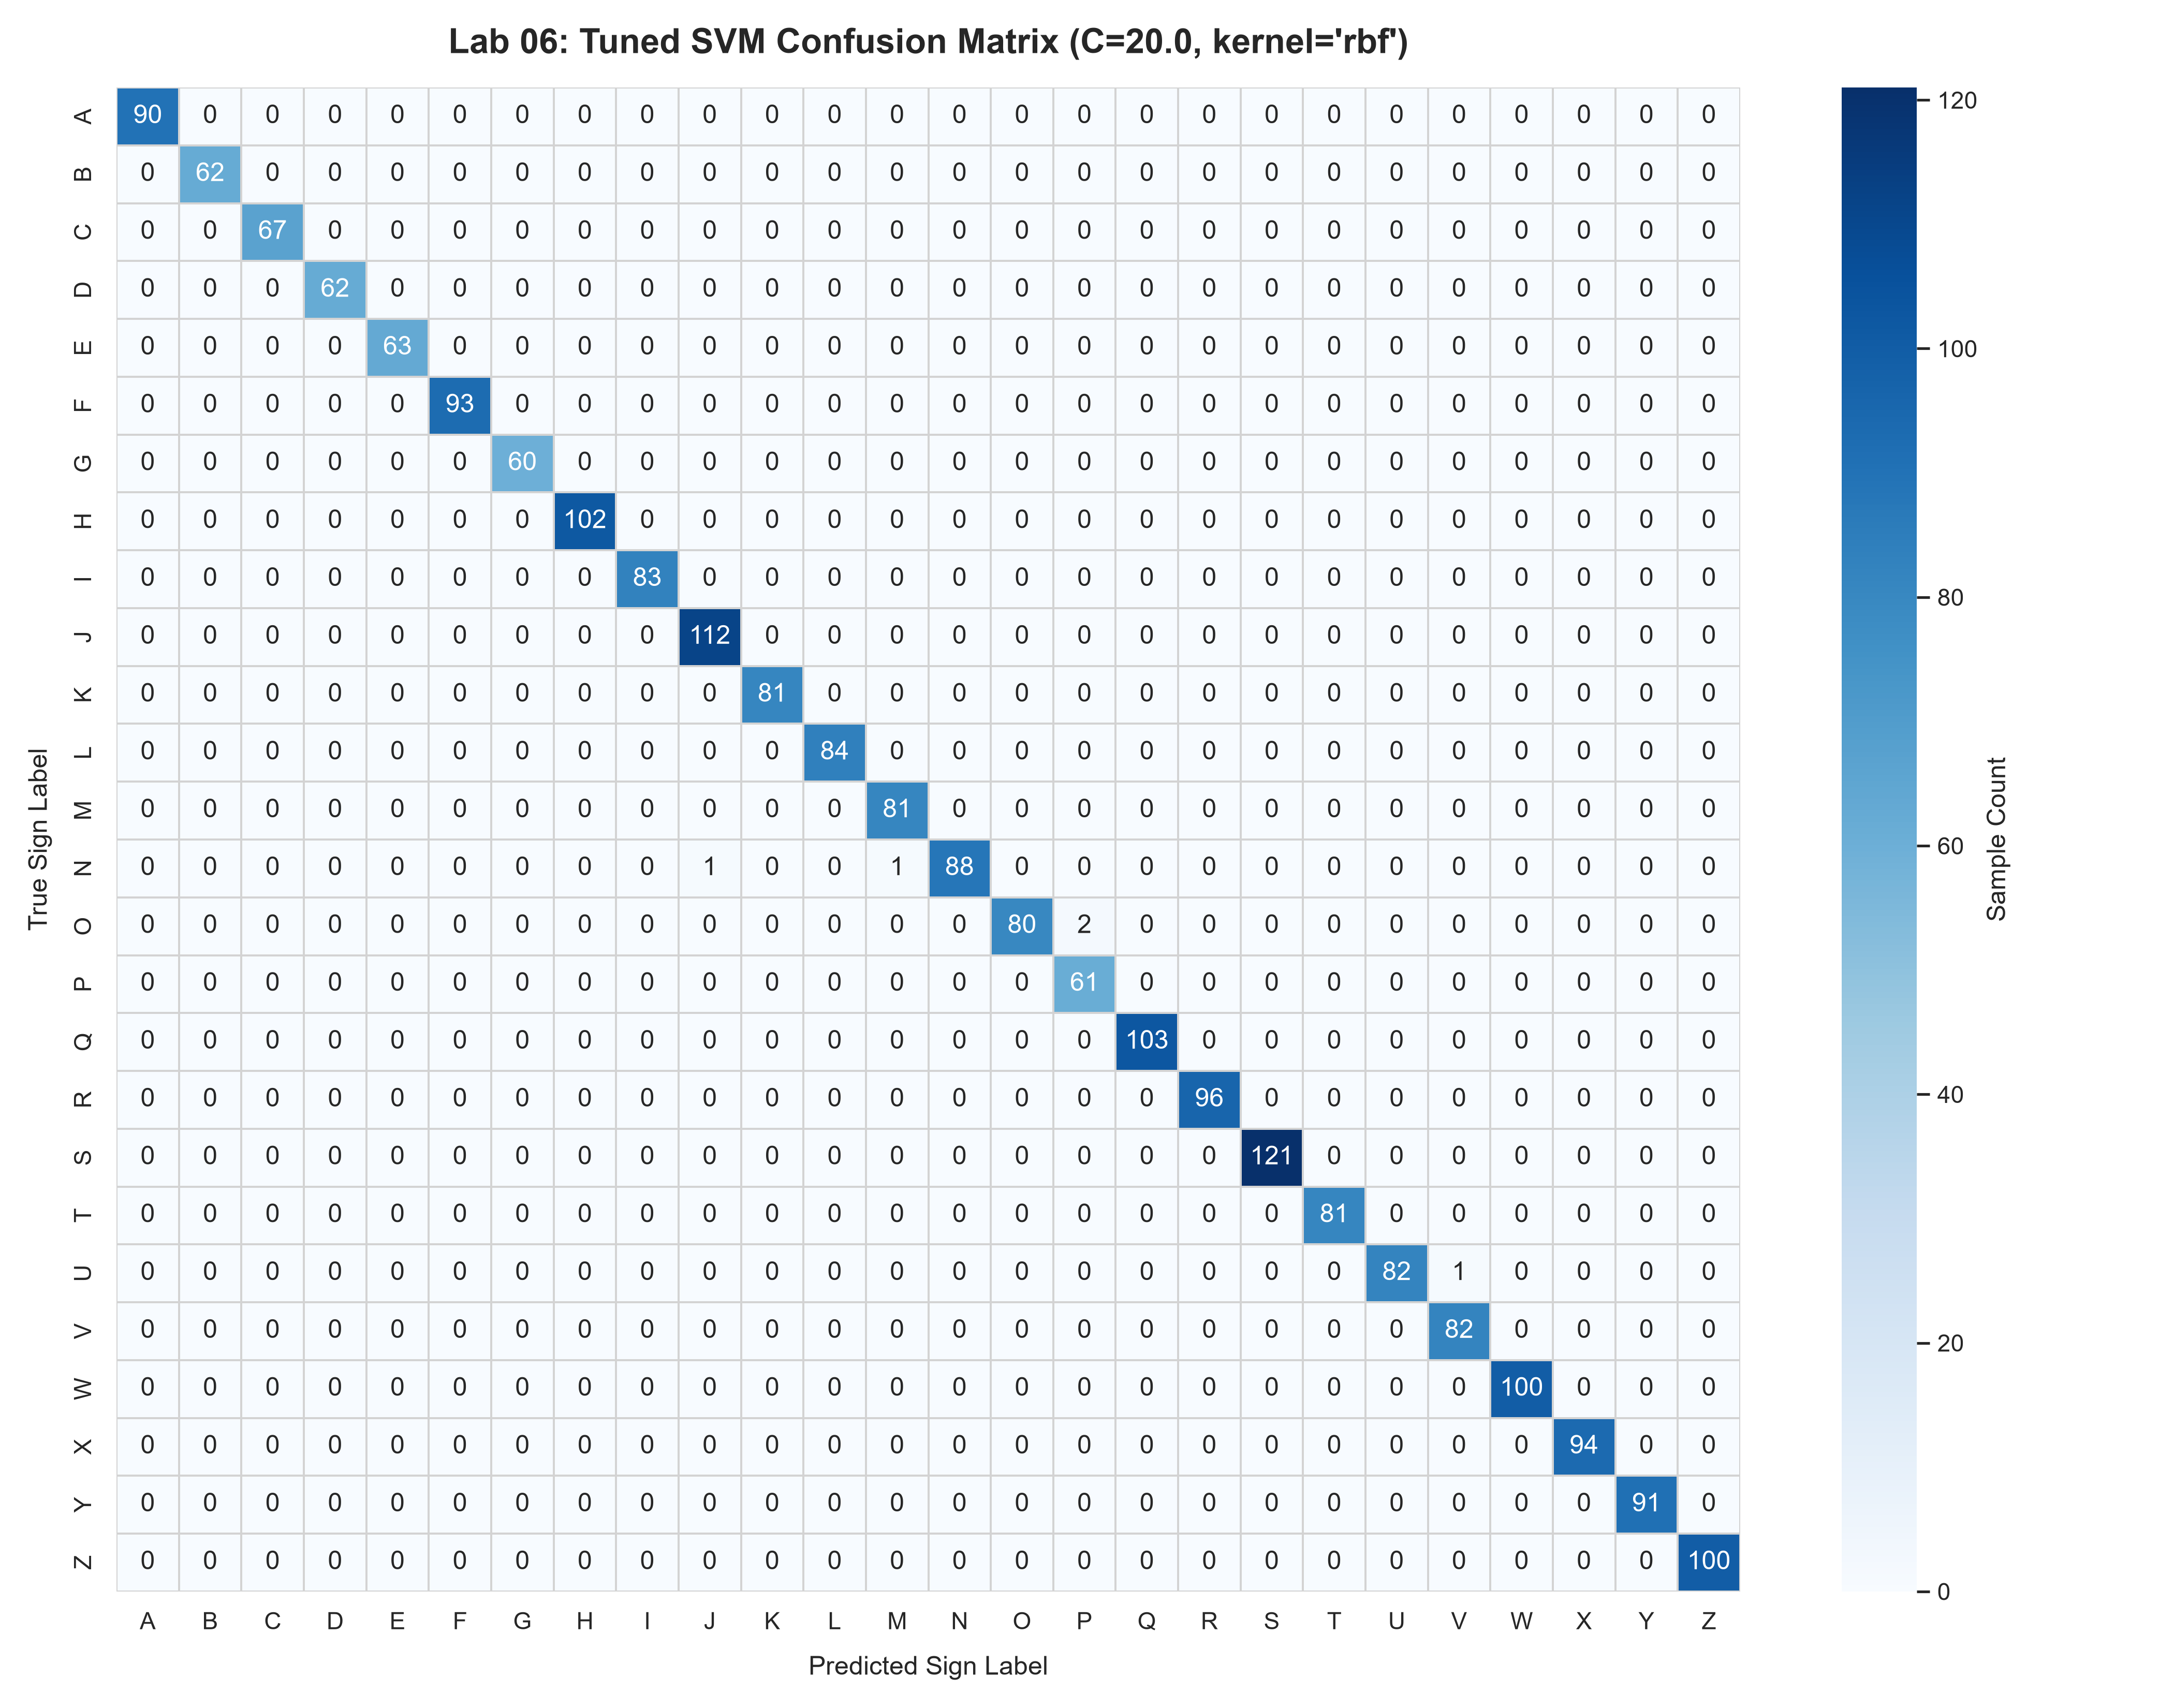 Lab 06: Tuned SVM Confusion Matrix (C=20.0, kernel='rbf')
A 90 0 0 0 0 0 0 0 0 0 0 0 0 0 0 0 0 0 0 0 0 0 0 0 0 0
B 0 62 0 0 0 0 0 0 0 0 0 0 0 0 0 0 0 0 0 0 0 0 0 0 0 0
C 0 0 67 0 0 0 0 0 0 0 0 0 0 0 0 0 0 0 0 0 0 0 0 0 0 0
D 0 0 0 62 0 0 0 0 0 0 0 0 0 0 0 0 0 0 0 0 0 0 0 0 0 0
E 0 0 0 0 63 0 0 0 0 0 0 0 0 0 0 0 0 0 0 0 0 0 0 0 0 0
F 0 0 0 0 0 93 0 0 0 0 0 0 0 0 0 0 0 0 0 0 0 0 0 0 0 0
G 0 0 0 0 0 0 60 0 0 0 0 0 0 0 0 0 0 0 0 0 0 0 0 0 0 0
H 0 0 0 0 0 0 0 102 0 0 0 0 0 0 0 0 0 0 0 0 0 0 0 0 0 0
I 0 0 0 0 0 0 0 0 83 0 0 0 0 0 0 0 0 0 0 0 0 0 0 0 0 0
J 0 0 0 0 0 0 0 0 0 112 0 0 0 0 0 0 0 0 0 0 0 0 0 0 0 0
K 0 0 0 0 0 0 0 0 0 0 81 0 0 0 0 0 0 0 0 0 0 0 0 0 0 0
L 0 0 0 0 0 0 0 0 0 0 0 84 0 0 0 0 0 0 0 0 0 0 0 0 0 0
M 0 0 0 0 0 0 0 0 0 0 0 0 81 0 0 0 0 0 0 0 0 0 0 0 0 0
N 0 0 0 0 0 0 0 0 0 1 0 0 1 88 0 0 0 0 0 0 0 0 0 0 0 0
O 0 0 0 0 0 0 0 0 0 0 0 0 0 0 80 2 0 0 0 0 0 0 0 0 0 0
P 0 0 0 0 0 0 0 0 0 0 0 0 0 0 0 61 0 0 0 0 0 0 0 0 0 0
Q 0 0 0 0 0 0 0 0 0 0 0 0 0 0 0 0 103 0 0 0 0 0 0 0 0 0
R 0 0 0 0 0 0 0 0 0 0 0 0 0 0 0 0 0 96 0 0 0 0 0 0 0 0
S 0 0 0 0 0 0 0 0 0 0 0 0 0 0 0 0 0 0 121 0 0 0 0 0 0 0
T 0 0 0 0 0 0 0 0 0 0 0 0 0 0 0 0 0 0 0 81 0 0 0 0 0 0
U 0 0 0 0 0 0 0 0 0 0 0 0 0 0 0 0 0 0 0 0 82 1 0 0 0 0
V 0 0 0 0 0 0 0 0 0 0 0 0 0 0 0 0 0 0 0 0 0 82 0 0 0 0
W 0 0 0 0 0 0 0 0 0 0 0 0 0 0 0 0 0 0 0 0 0 0 100 0 0 0
X 0 0 0 0 0 0 0 0 0 0 0 0 0 0 0 0 0 0 0 0 0 0 0 94 0 0
Y 0 0 0 0 0 0 0 0 0 0 0 0 0 0 0 0 0 0 0 0 0 0 0 0 91 0
Z 0 0 0 0 0 0 0 0 0 0 0 0 0 0 0 0 0 0 0 0 0 0 0 0 0 100
A B C D E F G H I J K L M N O P Q R S T U V W X Y Z
Predicted Sign Label
True Sign Label
120
100
80
60
40
20
0
Sample Count